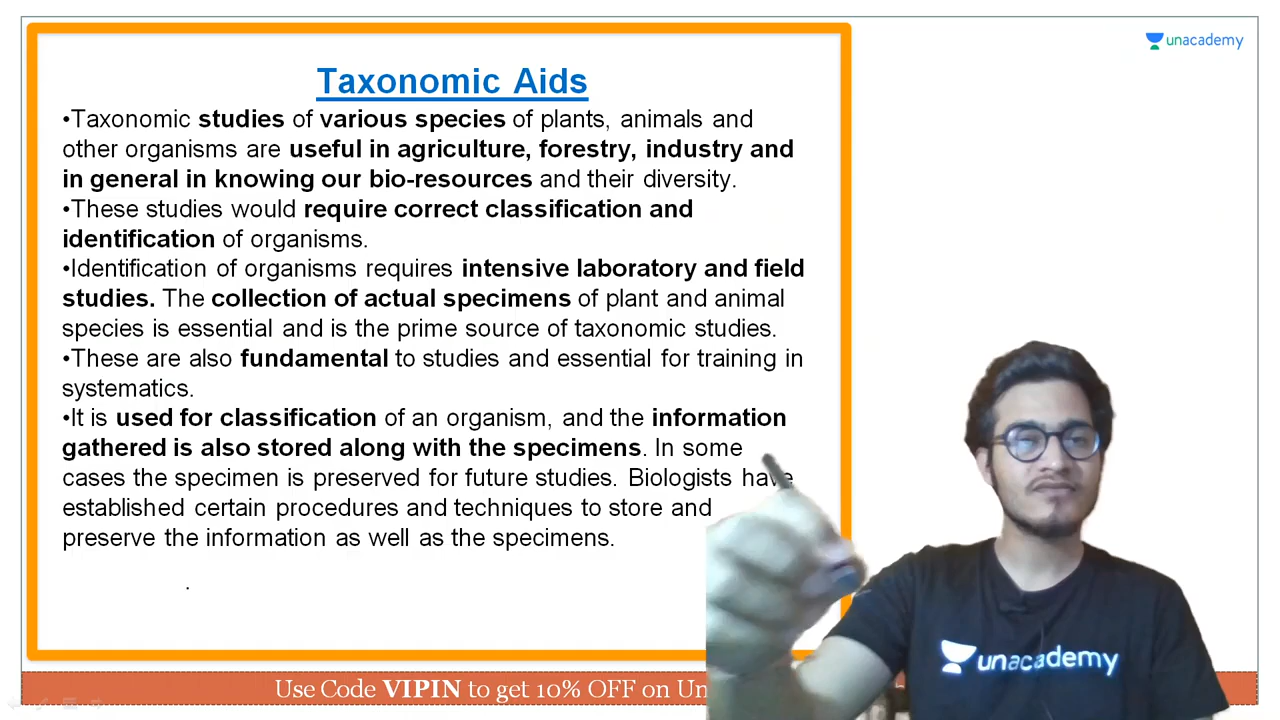 unacademy
Taxonomic Aids
•Taxonomic studies of various species of plants, animals and
other organisms are useful in agriculture, forestry, industry and
in general in knowing our bio-resources and their diversity.
•These studies would require correct classification and
identification of organisms.
•Identification of organisms requires intensive laboratory and field
studies. The collection of actual specimens of plant and animal
species is essential and is the prime source of taxonomic studies.
•These are also fundamental to studies and essential for training in
systematics.
•It is used for classification of an organism, and the information
gathered is also stored along with the specimens. In some
cases the specimen is preserved for future studies. Biologists have
established certain procedures and techniques to store and
preserve the information as well as the specimens.
.
unacademy
Use Code VIPIN to get 10% OFF on Un